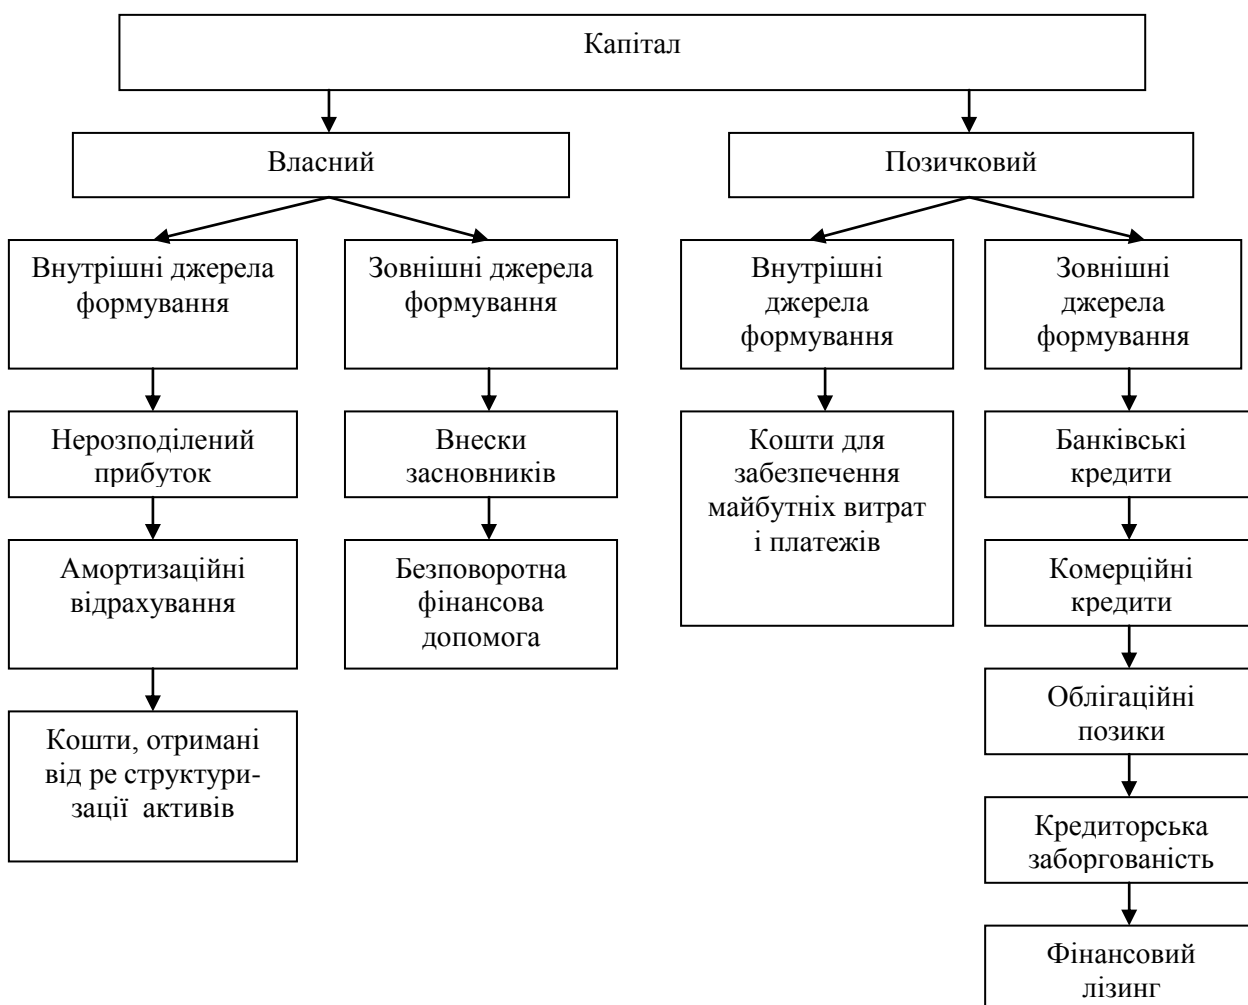 Капітал
Власний
Позичковий
Внутрішні джерела
формування
Зовнішні джерела
формування
Внутрішні
джерела
формування
Зовнішні
джерела
формування
Нерозподілений
прибуток
Внески
засновників
Кошти для
забезпечення
майбутніх витрат
і платежів
Банківські
кредити
Амортизаційні
відрахування
Безповоротна
фінансова
допомога
Комерційні
кредити
Кошти, отримані
від ре структури-
зації активів
Облігаційні
позики
Кредиторська
заборгованість
Фінансовий
лізинг